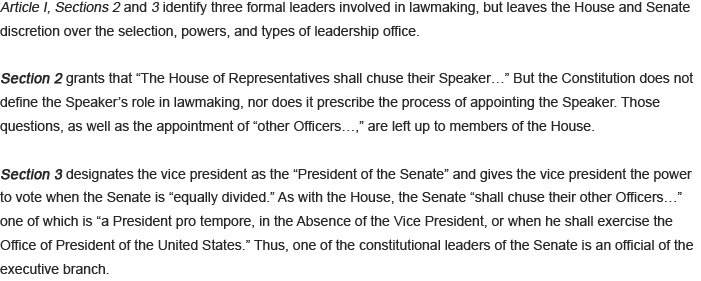 Article I, Sections 2 and 3 identify three formal leaders involved in lawmaking, but leaves the House and Senate
discretion over the selection, powers, and types of leadership office.
Section 2 grants that “The House of Representatives shall chuse their Speaker…” But the Constitution does not
define the Speaker’s role in lawmaking, nor does it prescribe the process of appointing the Speaker. Those
questions, as well as the appointment of “other Officers…,” are left up to members of the House.
Section 3 designates the vice president as the “President of the Senate” and gives the vice president the power
to vote when the Senate is “equally divided.” As with the House, the Senate “shall chuse their other Officers…”
one of which is “a President pro tempore, in the Absence of the Vice President, or when he shall exercise the
Office of President of the United States.” Thus, one of the constitutional leaders of the Senate is an official of the
executive branch.